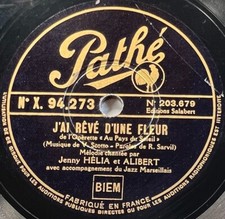 Pathé
Nº X. 94.273
Nº 203.679
Editions Salabert
J'AI RÊVÉ D'UNE FLEUR
de l'Opérette « Au Pays du Soleil »
(Musique de V. Scotto - Paroles de R. Sarvil)
Mélodie chantée par
Jenny HÉLIA et ALIBERT
avec accompagnement du Jazz Marseillais
BIEM
FABRIQUÉ EN FRANCE